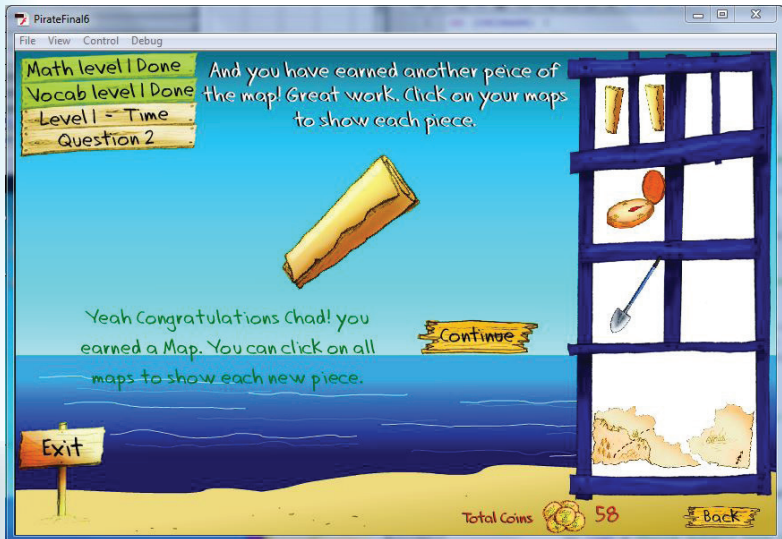 PirateFinal6
File View Control Debug
Math level 1 Done
Vocab level 1 Done
Level 1 - Time
Question 2
And you have earned another peice of
the map! Great work. Click on your maps
to show each piece.
Yeah Congratulations Chad! you
earned a Map. You can click on all
maps to show each new piece.
Continue
Exit
Total Coins 58
Back